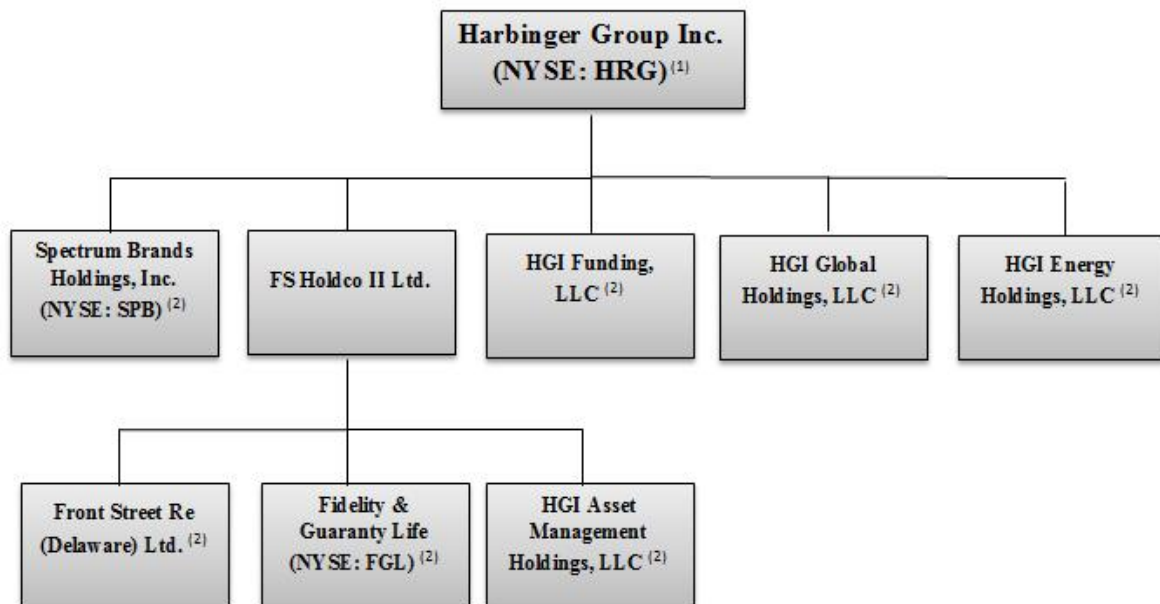 Harbinger Group Inc.
(NYSE: HRG) (1)
Spectrum Brands
Holdings, Inc.
(NYSE: SPB) (2)
FS Holdco II Ltd.
HGI Funding,
LLC (2)
HGI Global
Holdings, LLC (2)
HGI Energy
Holdings, LLC (2)
Front Street Re
(Delaware) Ltd. (2)
Fidelity &
Guaranty Life
(NYSE: FGL) (2)
HGI Asset
Management
Holdings, LLC (2)